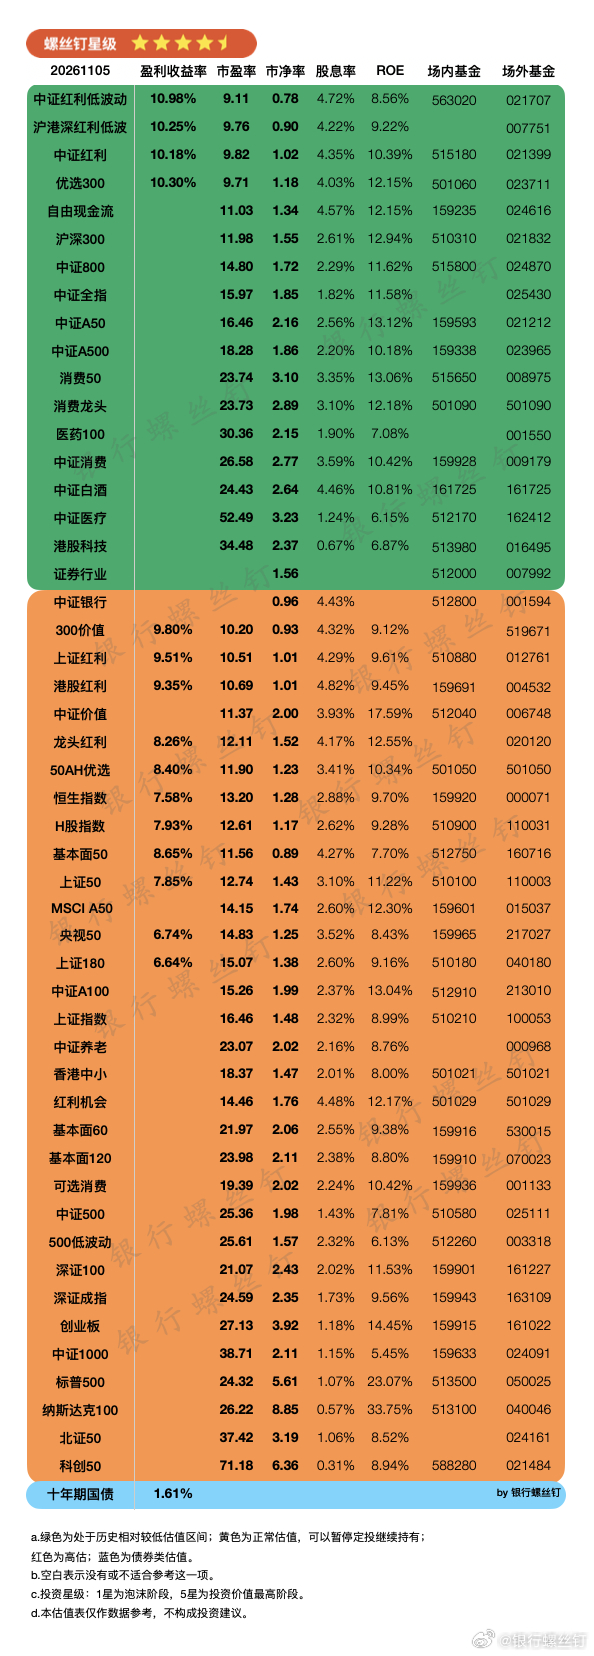 螺丝钉星级
20261105 盈利收益率 市盈率 市净率 股息率 ROE 场内基金 场外基金
中证红利低波动 10.98% 9.11 0.78 4.72% 8.56% 563020 021707
沪港深红利低波 10.25% 9.76 0.90 4.22% 9.22% 007751
中证红利 10.18% 9.82 1.02 4.35% 10.39% 515180 021399
优选300 10.30% 9.71 1.18 4.03% 12.15% 501060 023711
自由现金流 11.03 1.34 4.57% 12.15% 159235 024616
沪深300 11.98 1.55 2.61% 12.94% 510310 021832
中证800 14.80 1.72 2.29% 11.62% 515800 024870
中证全指 15.97 1.85 1.82% 11.58% 025430
中证A50 16.46 2.16 2.56% 13.12% 159593 021212
中证A500 18.28 1.86 2.20% 10.18% 159338 023965
消费50 23.74 3.10 3.35% 13.06% 515650 008975
消费龙头 23.73 2.89 3.10% 12.18% 501090 501090
医药100 30.36 2.15 1.90% 7.08% 001550
中证消费 26.58 2.77 3.59% 10.42% 159928 009179
中证白酒 24.43 2.64 4.46% 10.81% 161725 161725
中证医疗 52.49 3.23 1.24% 6.15% 512170 162412
港股科技 34.48 2.37 0.67% 6.87% 513980 016495
证券行业 1.56 512000 007992
中证银行 0.96 4.43% 512800 001594
300价值 9.80% 10.20 0.93 4.32% 9.12% 519671
上证红利 9.51% 10.51 1.01 4.29% 9.61% 510880 012761
港股红利 9.35% 10.69 1.01 4.82% 9.45% 159691 004532
中证价值 11.37 2.00 3.93% 17.59% 512040 006748
龙头红利 8.26% 12.11 1.52 4.17% 12.55% 020120
50AH优选 8.40% 11.90 1.23 3.41% 10.34% 501050 501050
恒生指数 7.58% 13.20 1.28 2.88% 9.70% 159920 000071
H股指数 7.93% 12.61 1.17 2.62% 9.28% 510900 110031
基本面50 8.65% 11.56 0.89 4.27% 7.70% 512750 160716
上证50 7.85% 12.74 1.43 3.10% 11.22% 510100 110003
MSCI A50 14.15 1.74 2.60% 12.30% 159601 015037
央视50 6.74% 14.83 1.25 3.52% 8.43% 159965 217027
上证180 6.64% 15.07 1.38 2.60% 9.16% 510180 040180
中证A100 15.26 1.99 2.37% 13.04% 512910 213010
上证指数 16.46 1.48 2.32% 8.99% 510210 100053
中证养老 23.07 2.02 2.16% 8.76% 000968
香港中小 18.37 1.47 2.01% 8.00% 501021 501021
红利机会 14.46 1.76 4.48% 12.17% 501029 501029
基本面60 21.97 2.06 2.55% 9.38% 159916 530015
基本面120 23.98 2.11 2.38% 8.80% 159910 070023
可选消费 19.39 2.02 2.24% 10.42% 159936 001133
中证500 25.36 1.98 1.43% 7.81% 510580 025111
500低波动 25.61 1.57 2.32% 6.13% 512260 003318
深证100 21.07 2.43 2.02% 11.53% 159901 161227
深证成指 24.59 2.35 1.73% 9.56% 159943 163109
创业板 27.13 3.92 1.18% 14.45% 159915 161022
中证1000 38.71 2.11 1.15% 5.45% 159633 024091
标普500 24.32 5.61 1.07% 23.07% 513500 050025
纳斯达克100 26.22 8.85 0.57% 33.75% 513100 040046
北证50 37.42 3.19 1.06% 8.52% 024161
科创50 71.18 6.36 0.31% 8.94% 588280 021484
十年期国债 1.61% by 银行螺丝钉
a.绿色为处于历史相对较低估值区间；黄色为正常估值，可以暂停定投继续持有；
红色为高估；蓝色为债券类估值。
b.空白表示没有或不适合参考这一项。
c.投资星级：1星为泡沫阶段，5星为投资价值最高阶段。
d.本估值表仅作数据参考，不构成投资建议。
@银行螺丝钉